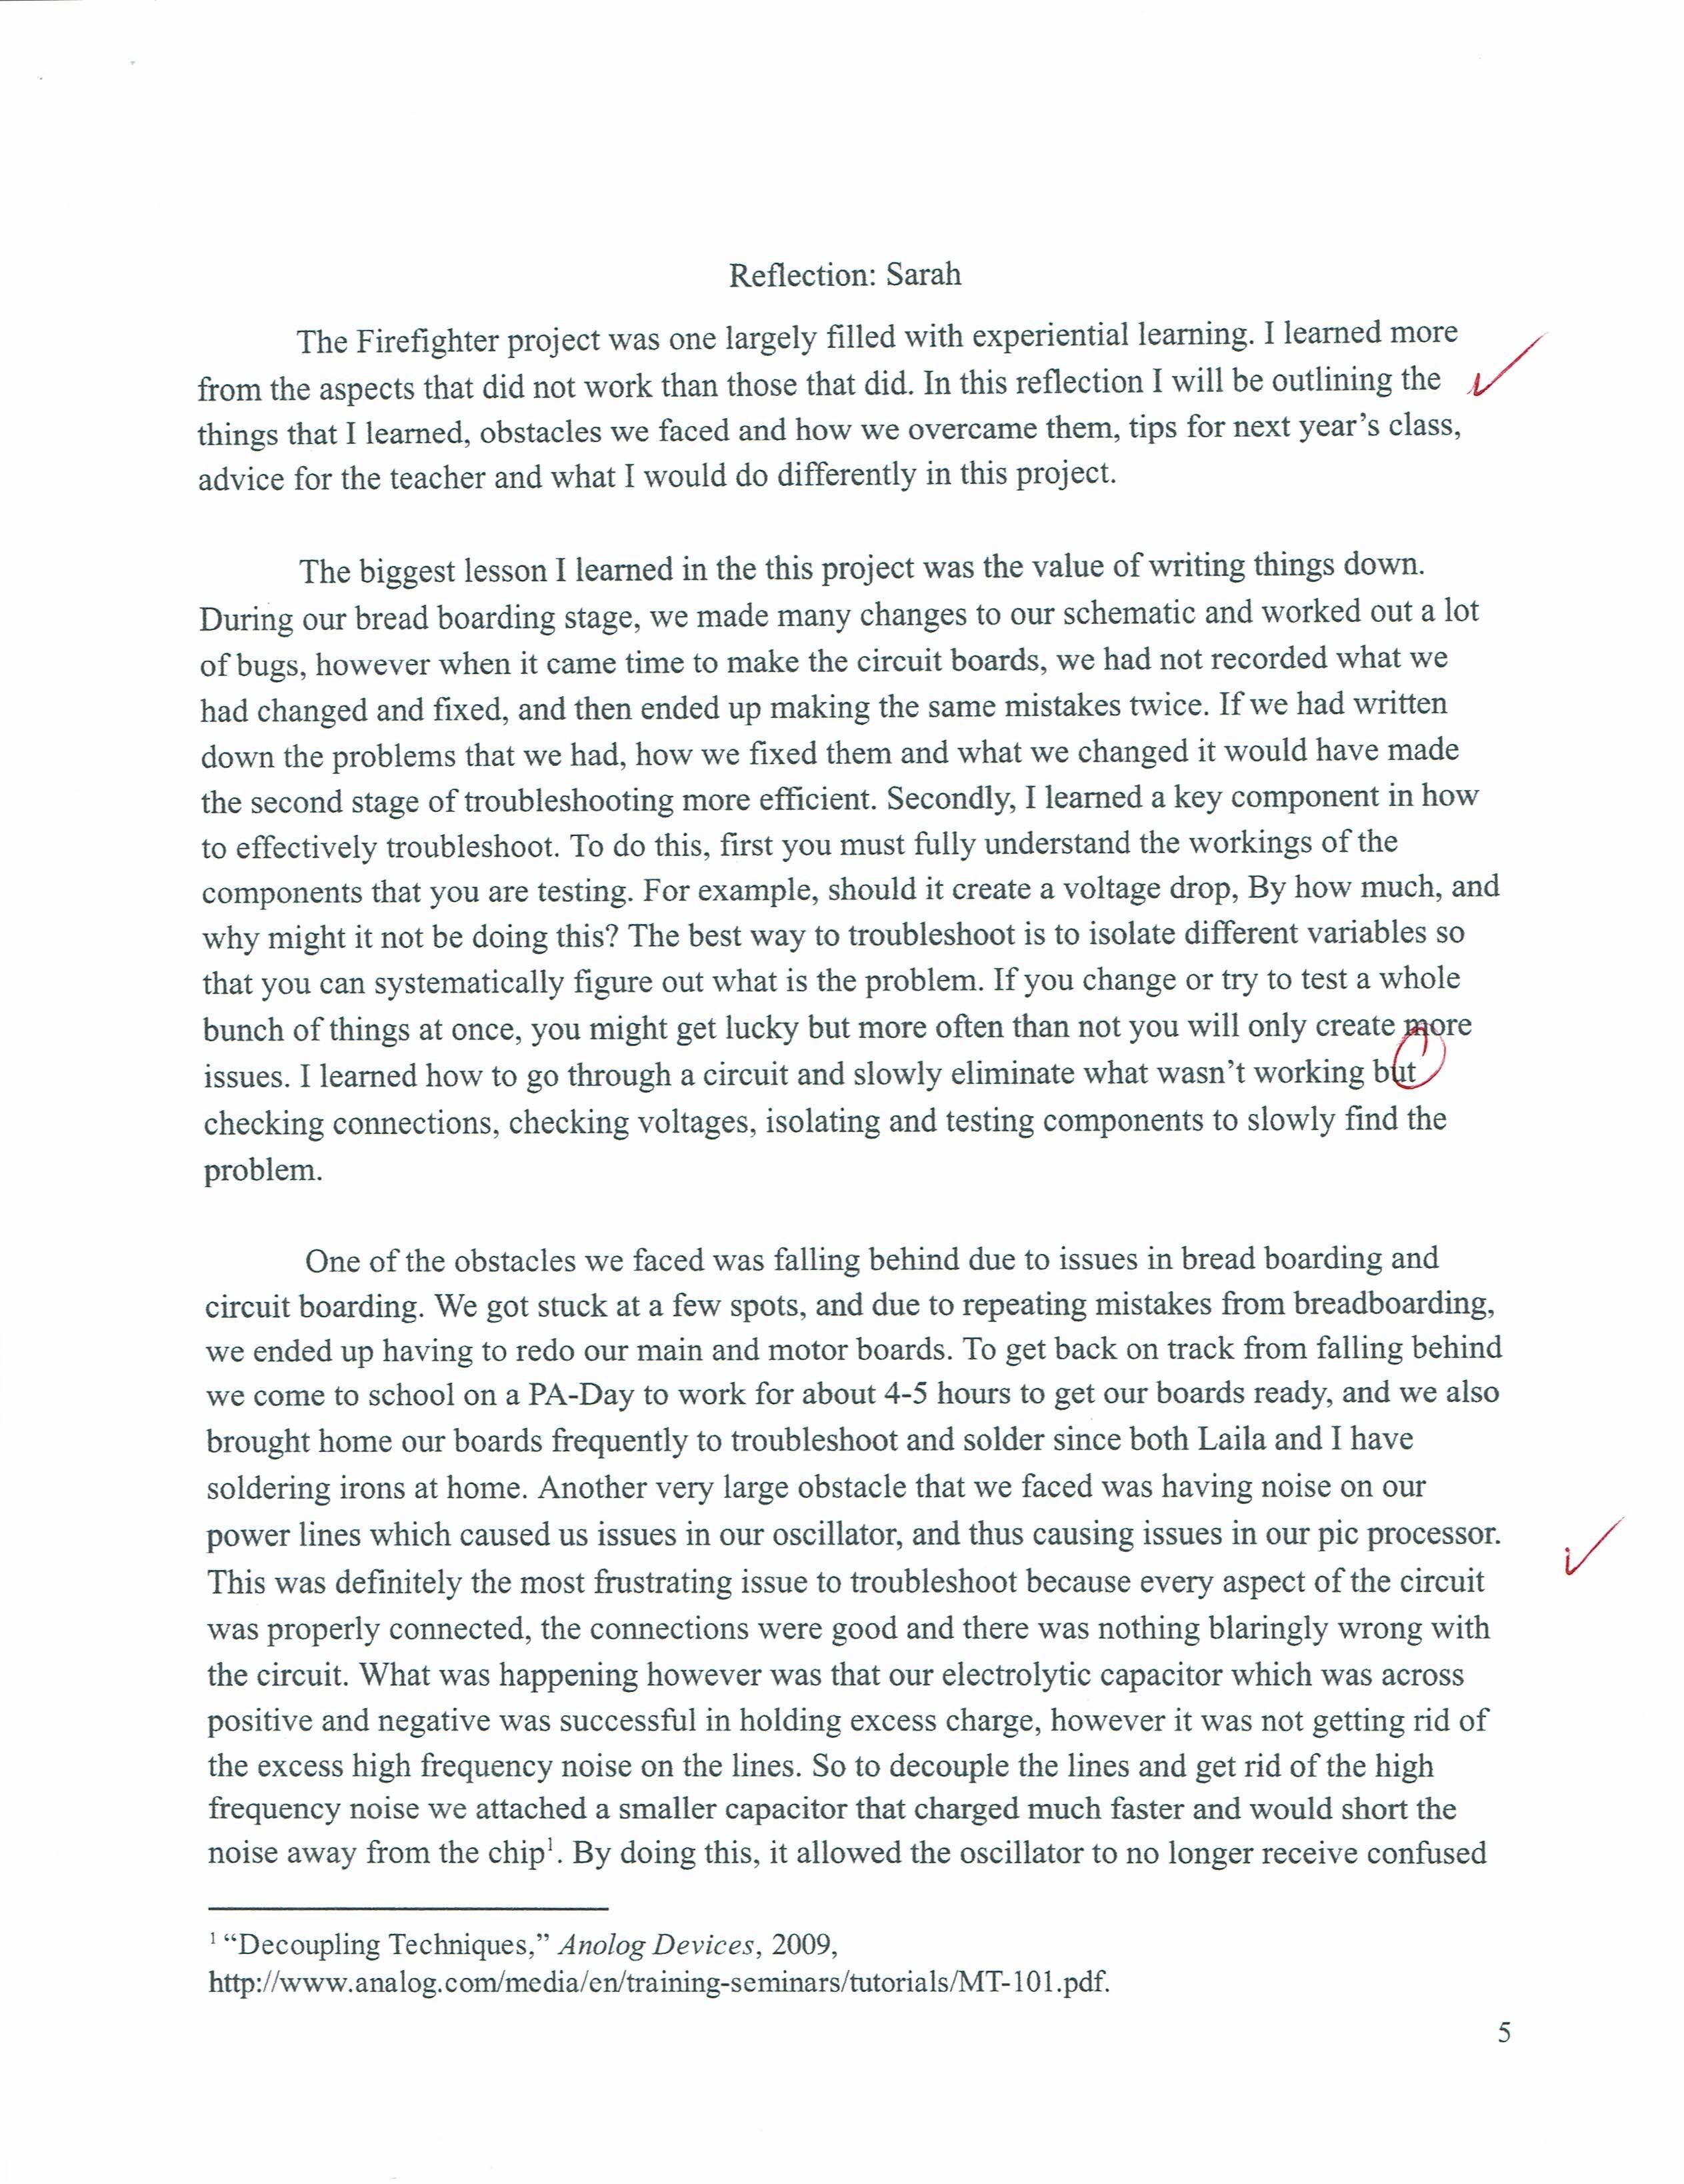 Reflection: Sarah
The Firefighter project was one largely filled with experiential learning. I learned more
from the aspects that did not work than those that did. In this reflection I will be outlining the
things that I learned, obstacles we faced and how we overcame them, tips for next year's class,
advice for the teacher and what I would do differently in this project.
The biggest lesson I learned in the this project was the value of writing things down.
During our bread boarding stage, we made many changes to our schematic and worked out a lot
of bugs, however when it came time to make the circuit boards, we had not recorded what we
had changed and fixed, and then ended up making the same mistakes twice. If we had written
down the problems that we had, how we fixed them and what we changed it would have made
the second stage of troubleshooting more efficient. Secondly, I learned a key component in how
to effectively troubleshoot. To do this, first you must fully understand the workings of the
components that you are testing. For example, should it create a voltage drop, By how much, and
why might it not be doing this? The best way to troubleshoot is to isolate different variables so
that you can systematically figure out what is the problem. If you change or try to test a whole
bunch of things at once, you might get lucky but more often than not you will only create more
issues. I learned how to go through a circuit and slowly eliminate what wasn't working but
checking connections, checking voltages, isolating and testing components to slowly find the
problem.
One of the obstacles we faced was falling behind due to issues in bread boarding and
circuit boarding. We got stuck at a few spots, and due to repeating mistakes from breadboarding,
we ended up having to redo our main and motor boards. To get back on track from falling behind
we come to school on a PA-Day to work for about 4-5 hours to get our boards ready, and we also
brought home our boards frequently to troubleshoot and solder since both Laila and I have
soldering irons at home. Another very large obstacle that we faced was having noise on our
power lines which caused us issues in our oscillator, and thus causing issues in our pic processor.
This was definitely the most frustrating issue to troubleshoot because every aspect of the circuit
was properly connected, the connections were good and there was nothing blaringly wrong with
the circuit. What was happening however was that our electrolytic capacitor which was across
positive and negative was successful in holding excess charge, however it was not getting rid of
the excess high frequency noise on the lines. So to decouple the lines and get rid of the high
frequency noise we attached a smaller capacitor that charged much faster and would short the
noise away from the chip¹. By doing this, it allowed the oscillator to no longer receive confused
¹ “Decoupling Techniques,” Anolog Devices, 2009,
http://www.analog.com/media/en/training-seminars/tutorials/MT-101.pdf.
5